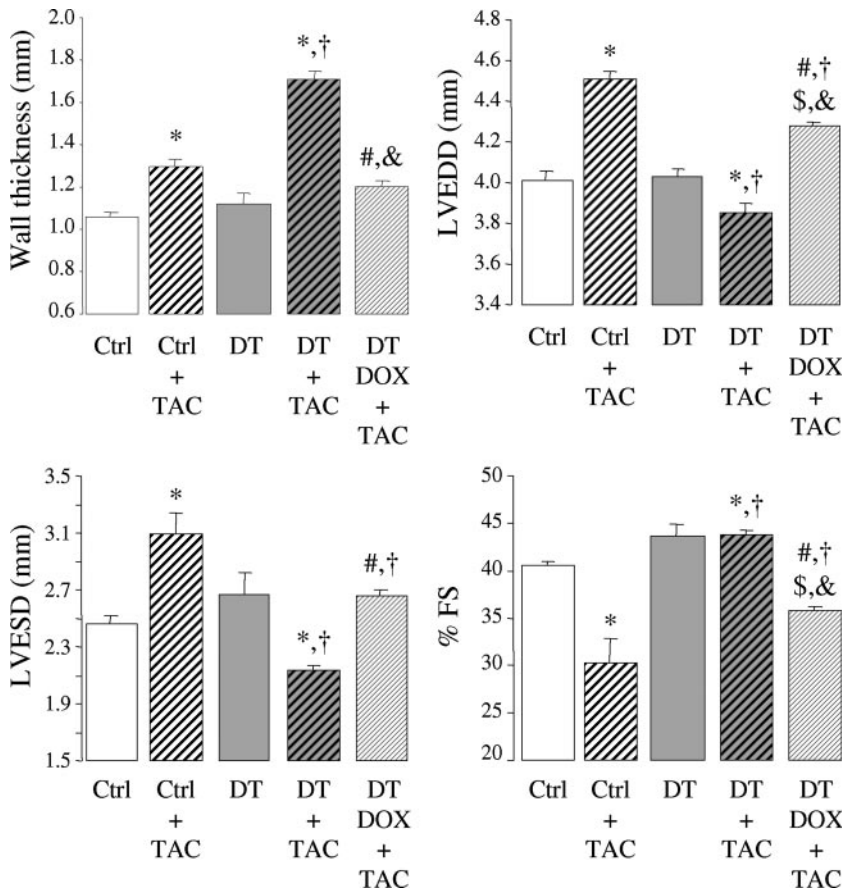 Wall thickness (mm)
2.0
1.8
1.6
1.4
1.2
1.0
0.8
0.6
*
*,†
#,&
Ctrl
Ctrl
+
TAC
DT
DT
+
TAC
DT
DOX
+
TAC
LVEDD (mm)
4.8
4.6
4.4
4.2
4.0
3.8
3.6
3.4
*
*,†
#,†
$,&
Ctrl
Ctrl
+
TAC
DT
DT
+
TAC
DT
DOX
+
TAC
LVESD (mm)
3.5
3.1
2.7
2.3
1.9
1.5
*
*,†
#,†
Ctrl
Ctrl
+
TAC
DT
DT
+
TAC
DT
DOX
+
TAC
% FS
50
45
40
35
30
25
20
*
*,†
#,†
$,&
Ctrl
Ctrl
+
TAC
DT
DT
+
TAC
DT
DOX
+
TAC